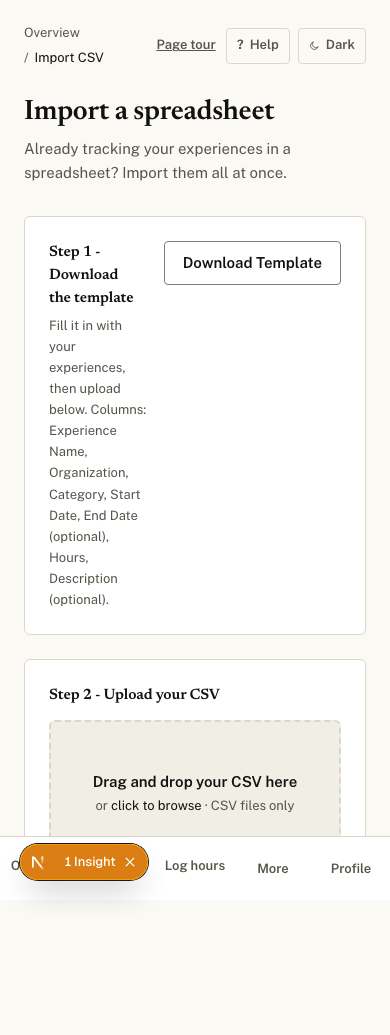 Overview
/ Import CSV
Page tour
? Help
Dark
Import a spreadsheet
Already tracking your experiences in a
spreadsheet? Import them all at once.
Step 1 -
Download
the template
Download Template
Fill it in with
your
experiences,
then upload
below. Columns:
Experience
Name,
Organization,
Category, Start
Date, End Date
(optional),
Hours,
Description
(optional).
Step 2 - Upload your CSV
Drag and drop your CSV here
or click to browse · CSV files only
1 Insight
Log hours
More
Profile